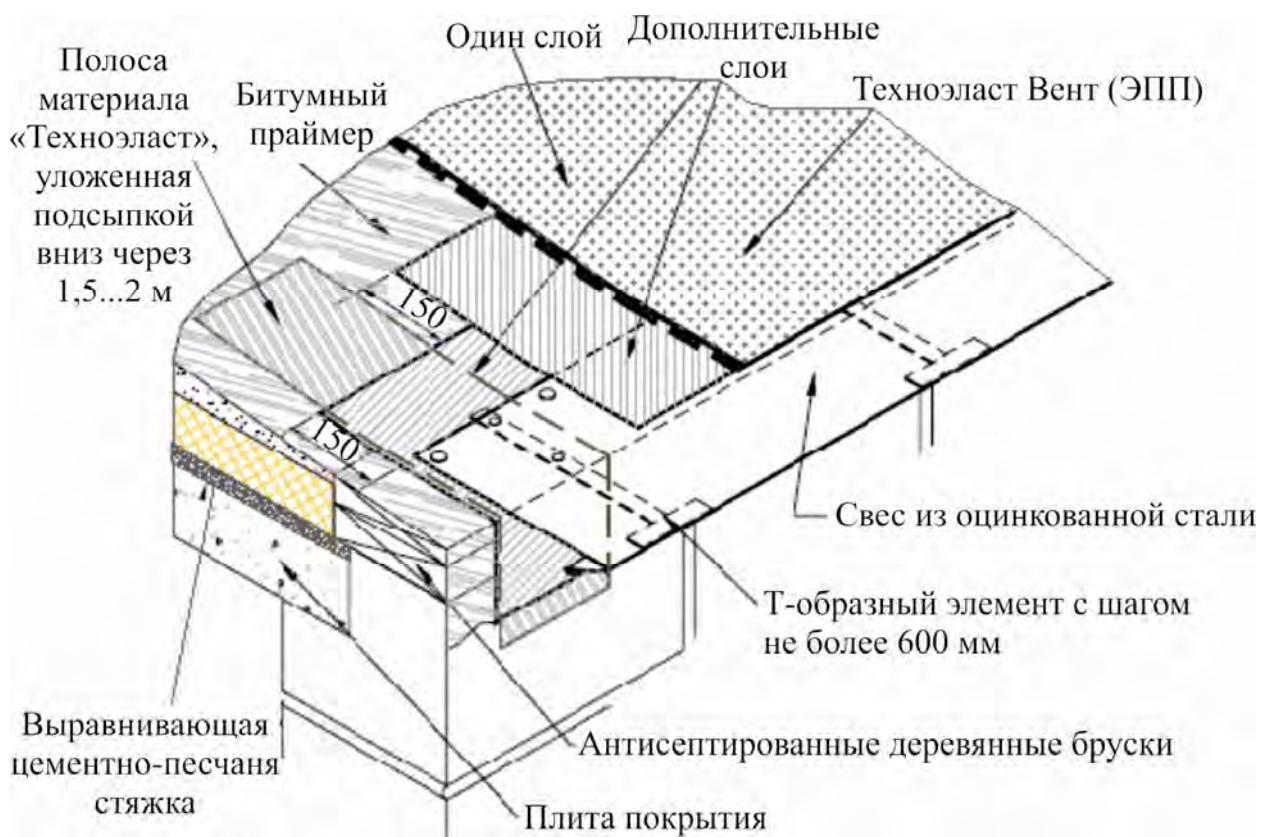 Полоса
материала
«Техноэласт»,
уложенная
подсыпкой
вниз через
1,5...2 м
Битумный
праймер
Один слой
Дополнительные
слои
Техноэласт Вент (ЭПП)
150
150
Свес из оцинкованной стали
Т-образный элемент с шагом
не более 600 мм
Антисептированные деревянные бруски
Выравнивающая
цементно-песчаня
стяжка
Плита покрытия